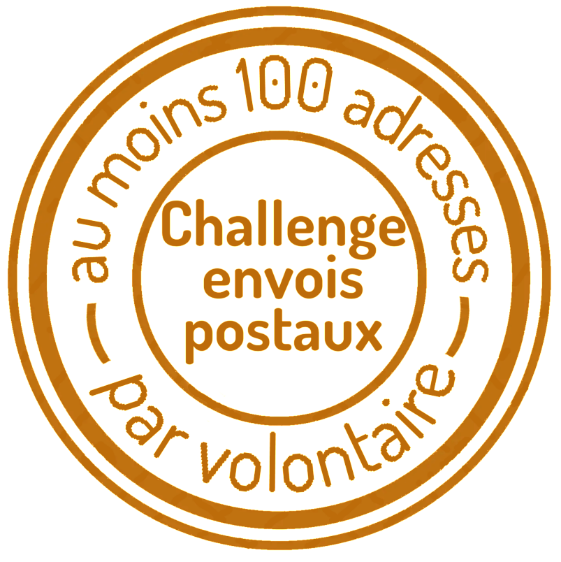 au moins 100 adresses
Challenge
envois
postaux
par volontaire